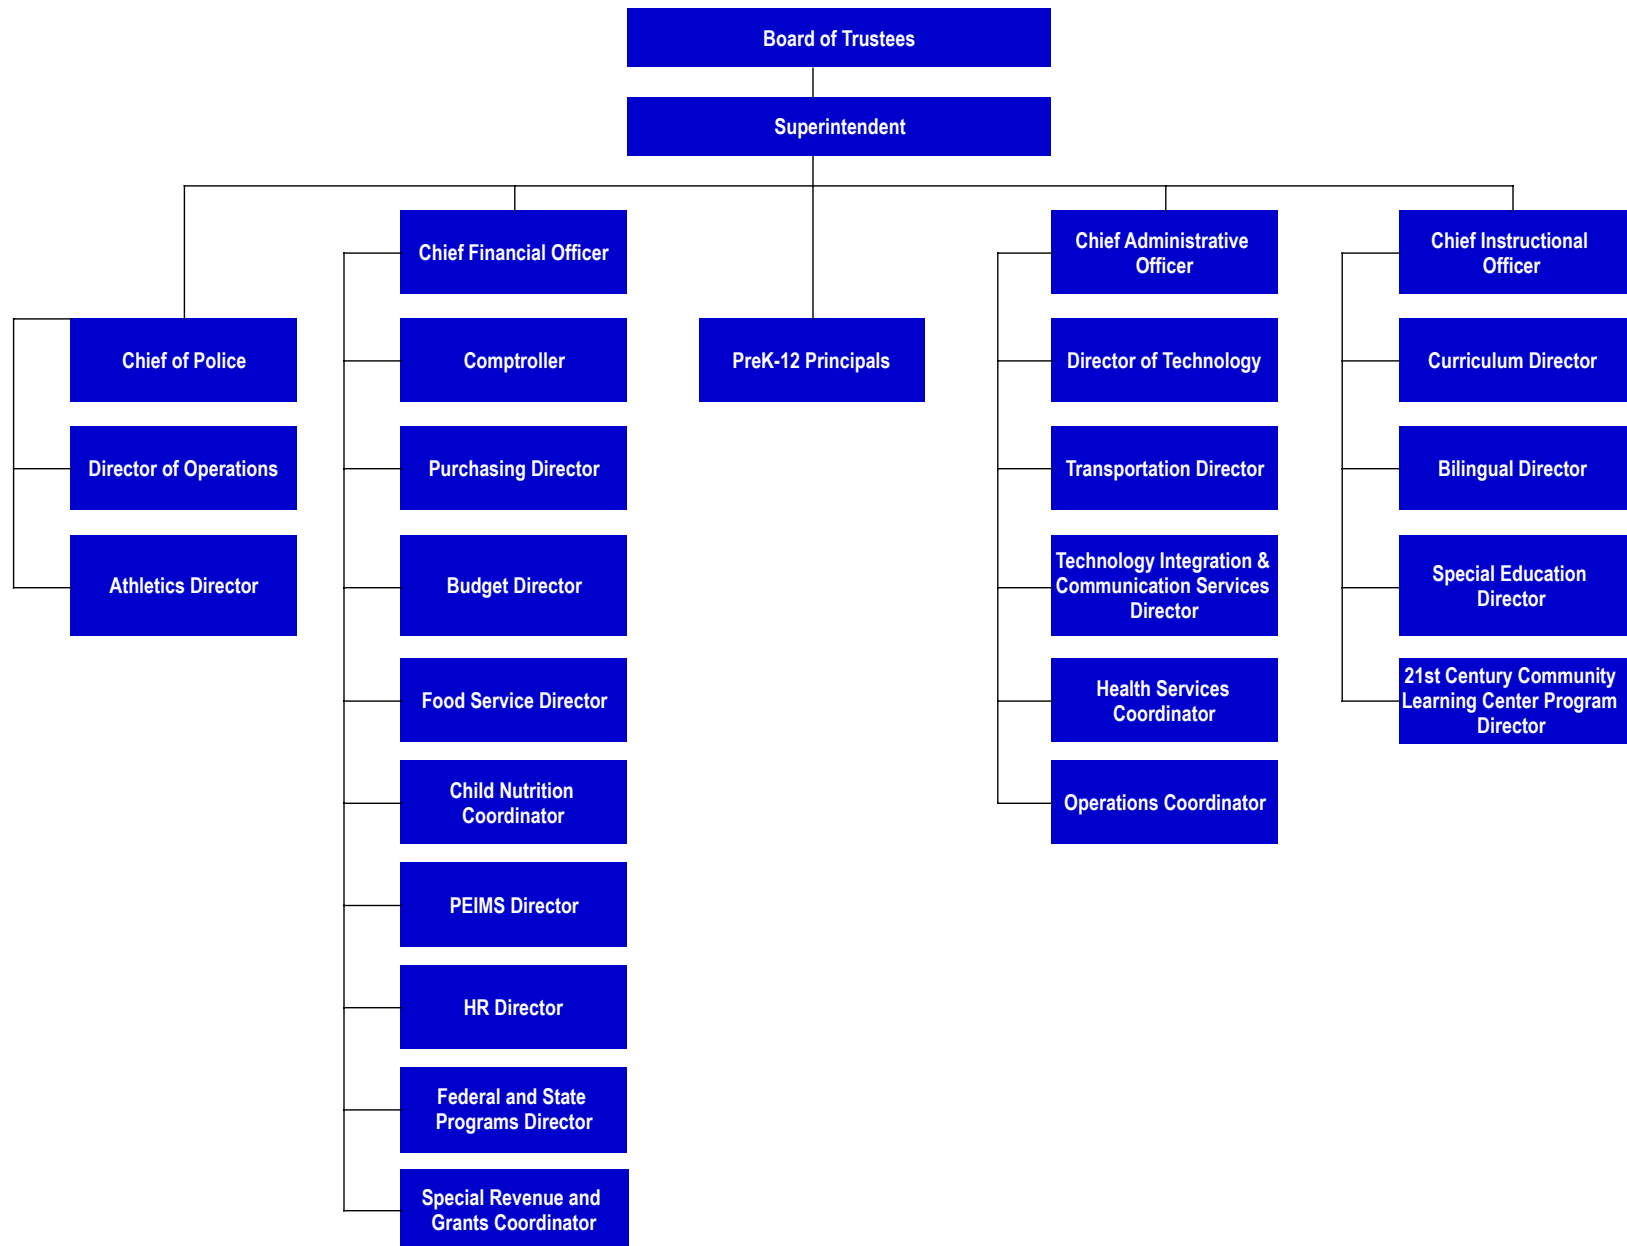 Board of Trustees
Superintendent
Chief of Police
Director of Operations
Athletics Director
Chief Financial Officer
Comptroller
Purchasing Director
Budget Director
Food Service Director
Child Nutrition
Coordinator
PEIMS Director
HR Director
Federal and State
Programs Director
Special Revenue and
Grants Coordinator
PreK-12 Principals
Chief Administrative
Officer
Director of Technology
Transportation Director
Technology Integration &
Communication Services
Director
Health Services
Coordinator
Operations Coordinator
Chief Instructional
Officer
Curriculum Director
Bilingual Director
Special Education
Director
21st Century Community
Learning Center Program
Director